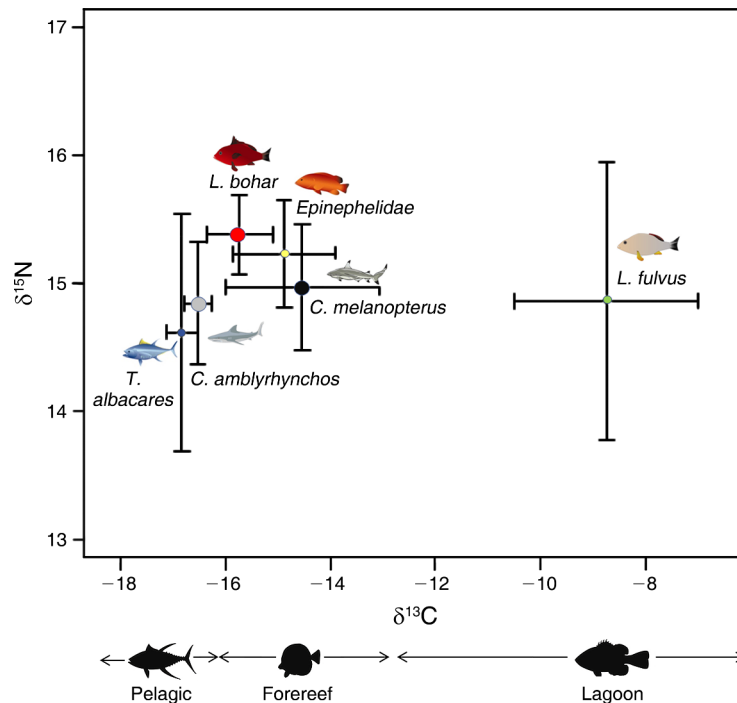 17
16
15
14
13
δ15N
L. bohar
Epinephelidae
L. fulvus
C. melanopterus
T.
albacares
C. amblyrhynchos
−18
−16
−14
−12
−10
−8
δ13C
Pelagic
Forereef
Lagoon